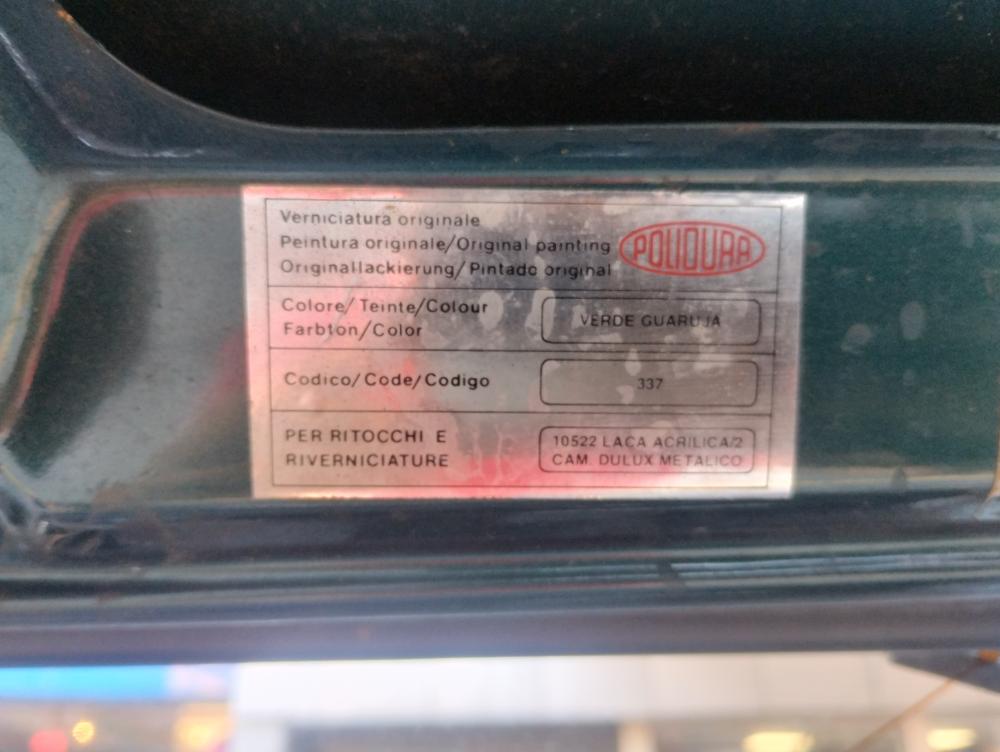 Verniciatura originale
Peintura originale/Original painting
Originallackierung/Pintado original
POLIDURA
Colore/Teinte/Colour
Farbton/Color
VERDE GUARUJA
Codico/Code/Codigo
337
PER RITOCCHI E
RIVERNICIATURE
10522 LACA ACRILICA/2
CAM. DULUX METALICO